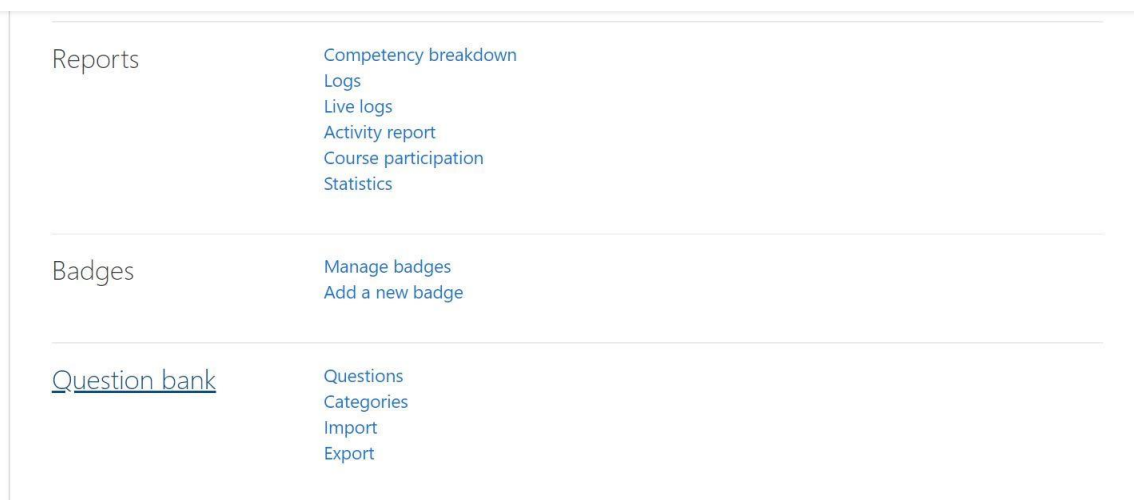 Reports
Competency breakdown
Logs
Live logs
Activity report
Course participation
Statistics
Badges
Manage badges
Add a new badge
Question bank
Questions
Categories
Import
Export